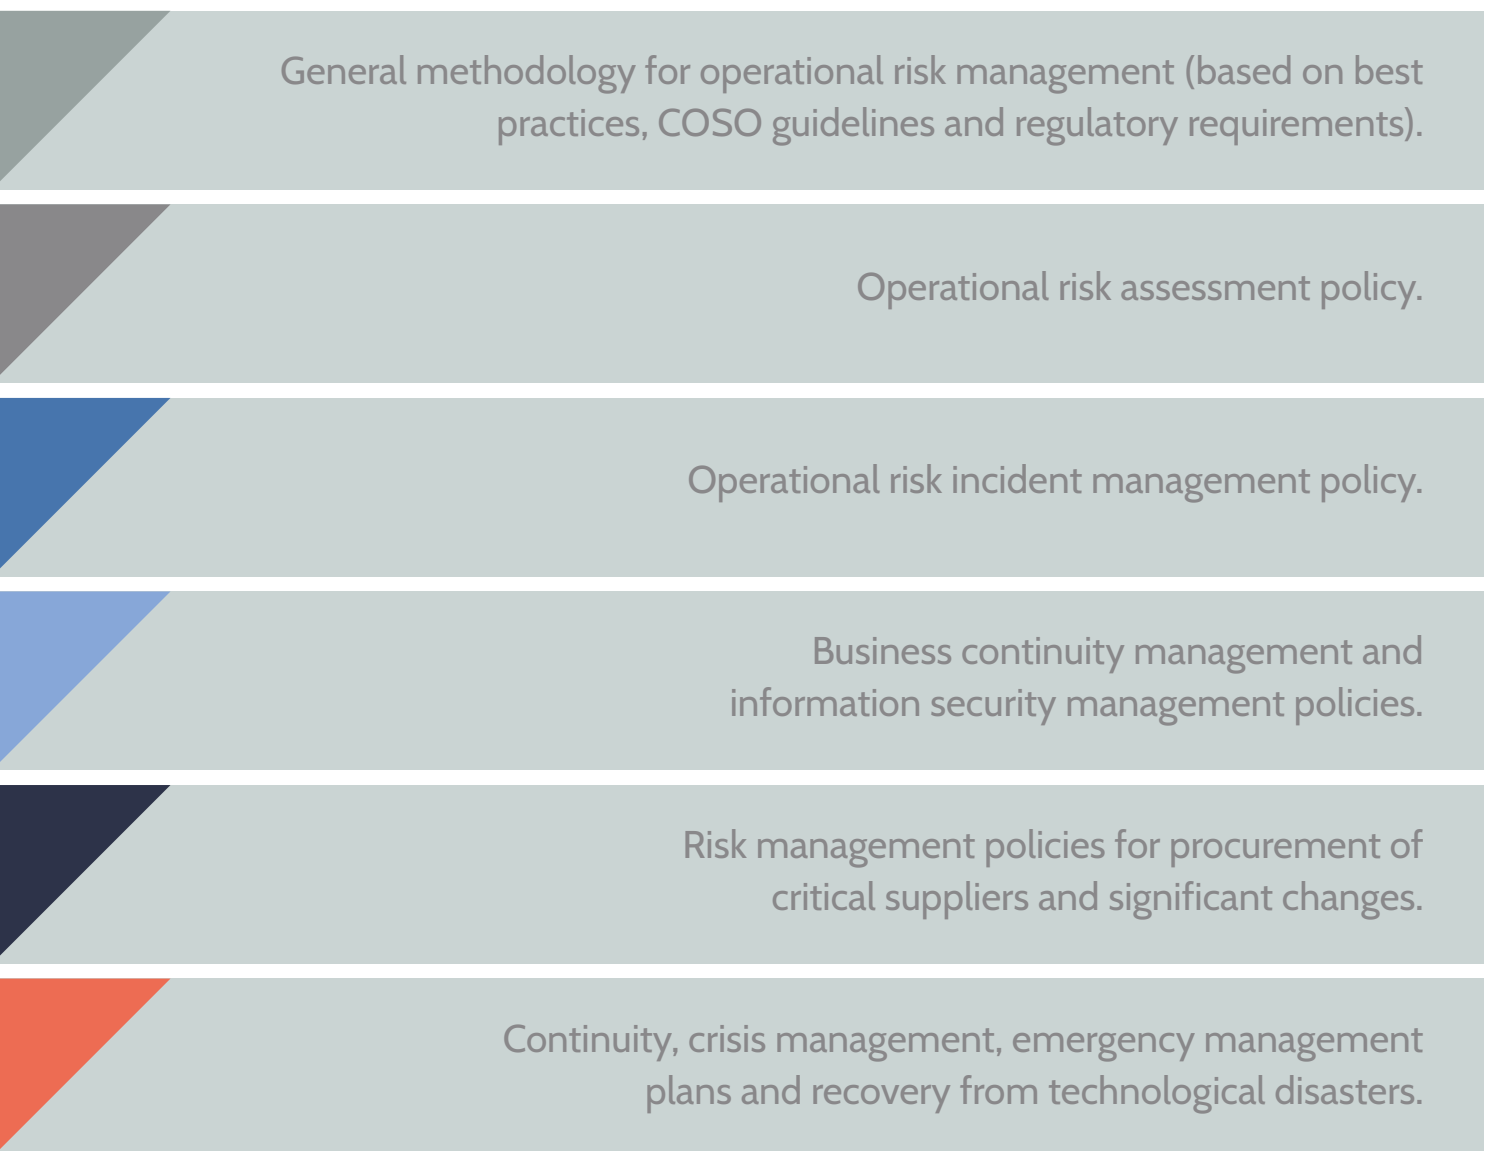 General methodology for operational risk management (based on best
practices, COSO guidelines and regulatory requirements).
Operational risk assessment policy.
Operational risk incident management policy.
Business continuity management and
information security management policies.
Risk management policies for procurement of
critical suppliers and significant changes.
Continuity, crisis management, emergency management
plans and recovery from technological disasters.